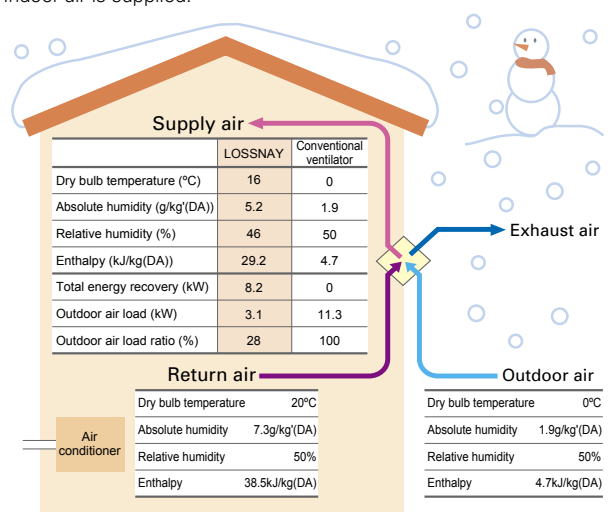 indoor air is supplied.
Supply air
LOSSNAY Conventional ventilator
Dry bulb temperature (ºC) 16 0
Absolute humidity (g/kg'(DA)) 5.2 1.9
Relative humidity (%) 46 50
Enthalpy (kJ/kg(DA)) 29.2 4.7
Total energy recovery (kW) 8.2 0
Outdoor air load (kW) 3.1 11.3
Outdoor air load ratio (%) 28 100
Exhaust air
Return air
Dry bulb temperature 20ºC
Absolute humidity 7.3g/kg'(DA)
Relative humidity 50%
Enthalpy 38.5kJ/kg(DA)
Air
conditioner
Outdoor air
Dry bulb temperature 0ºC
Absolute humidity 1.9g/kg'(DA)
Relative humidity 50%
Enthalpy 4.7kJ/kg(DA)